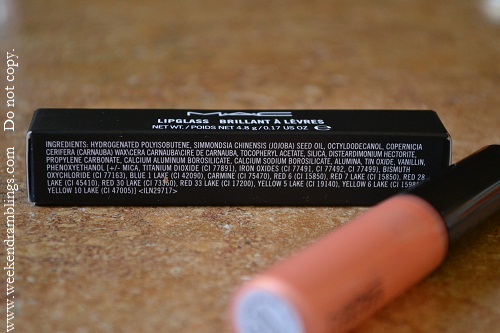 MAC
LIPGLASS BRILLANT À LÈVRES
NET WT. / POIDS NET 4.8 g / 0.17 US OZ ℮
INGREDIENTS: HYDROGENATED POLYISOBUTENE, SIMMONDSIA CHINENSIS (JOJOBA) SEED OIL, OCTYLDODECANOL, COPERNICIA
CERIFERA (CARNAUBA) WAX\CERA CARNAUBA\CIRE DE CARNAUBA, TOCOPHERYL ACETATE, SILICA, DISTEARDIMONIUM HECTORITE,
PROPYLENE CARBONATE, CALCIUM ALUMINUM BOROSILICATE, CALCIUM SODIUM BOROSILICATE, ALUMINA, TIN OXIDE, VANILLIN,
PHENOXYETHANOL [+/- MICA, TITANIUM DIOXIDE (CI 77891), IRON OXIDES (CI 77491, CI 77492, CI 77499), BISMUTH
OXYCHLORIDE (CI 77163), BLUE 1 LAKE (CI 42090), CARMINE (CI 75470), RED 6 (CI 15850), RED 7 LAKE (CI 15850), RED 28
LAKE (CI 45410), RED 30 LAKE (CI 73360), RED 33 LAKE (CI 17200), YELLOW 5 LAKE (CI 19140), YELLOW 6 LAKE (CI 1598
YELLOW 10 LAKE (CI 47005)] <ILN29717>
www.weekendramblings.com Do not copy.